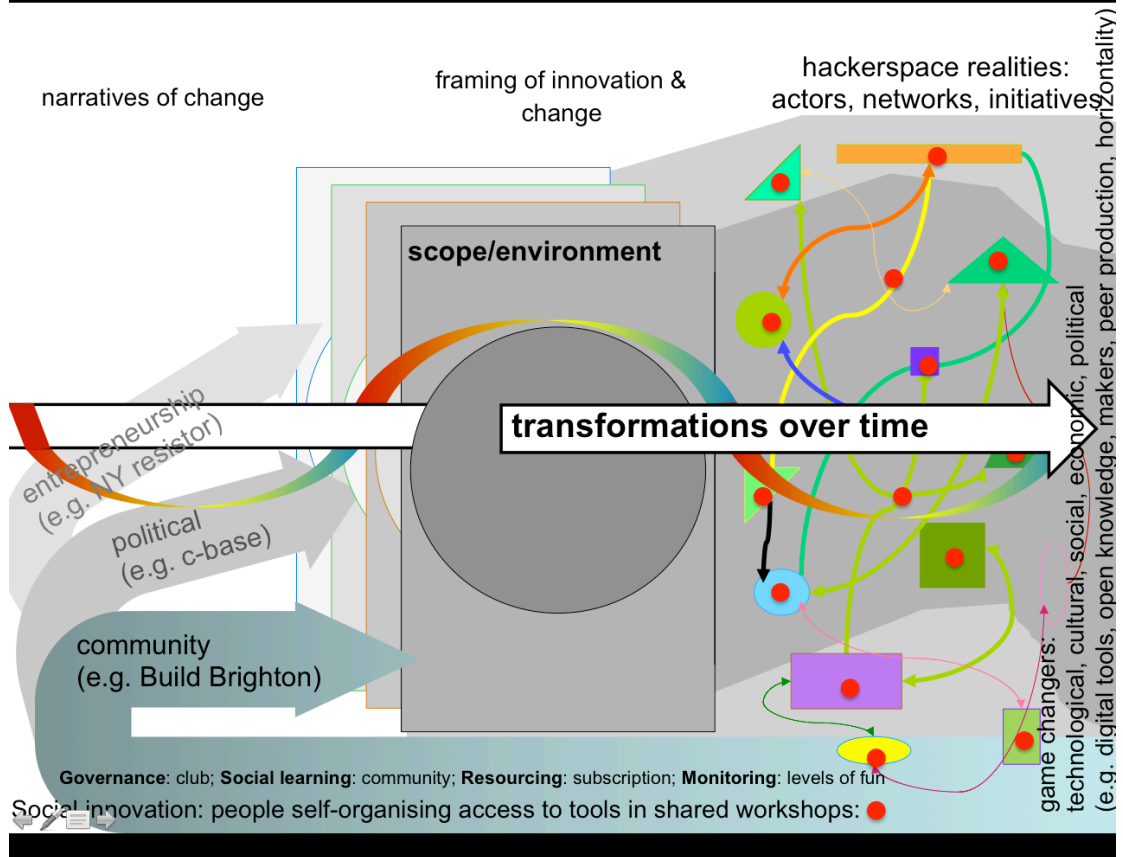 narratives of change
framing of innovation &
change
hackerspace realities:
actors, networks, initiatives
scope/environment
entrepreneurship
(e.g. NY resistor)
transformations over time
political
(e.g. c-base)
community
(e.g. Build Brighton)
game changers:
technological, cultural, social, economic, political
(e.g. digital tools, open knowledge, makers, peer production, horizontality)
Governance: club; Social learning: community; Resourcing: subscription; Monitoring: levels of fun
Social innovation: people self-organising access to tools in shared workshops: